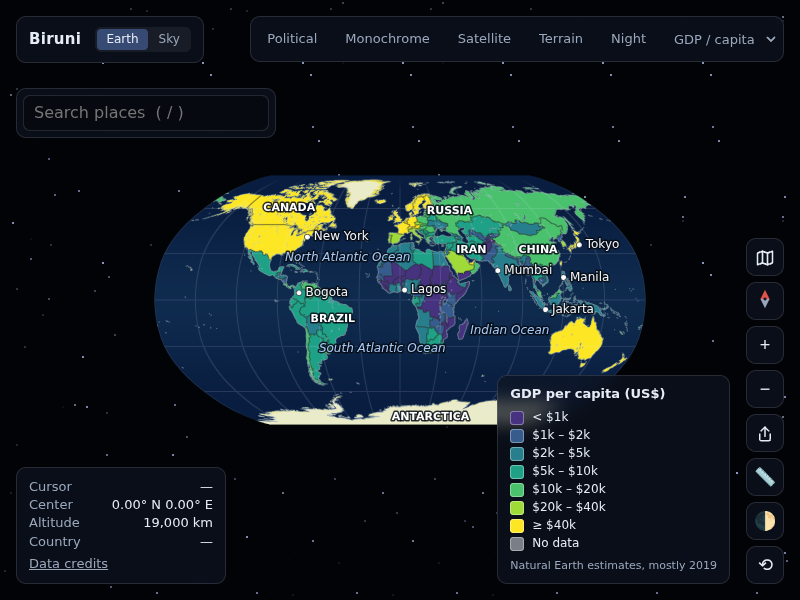 Biruni Earth Sky
Political Monochrome Satellite Terrain Night GDP / capita
Search places ( / )
CANADA
RUSSIA
New York
Tokyo
North Atlantic Ocean
IRAN
CHINA
Mumbai
Manila
Bogota
Lagos
Jakarta
BRAZIL
Indian Ocean
South Atlantic Ocean
ANTARCTICA
+
−
GDP per capita (US$)
< $1k
$1k – $2k
$2k – $5k
$5k – $10k
$10k – $20k
$20k – $40k
≥ $40k
No data
Natural Earth estimates, mostly 2019
Cursor —
Center 0.00° N 0.00° E
Altitude 19,000 km
Country —
Data credits